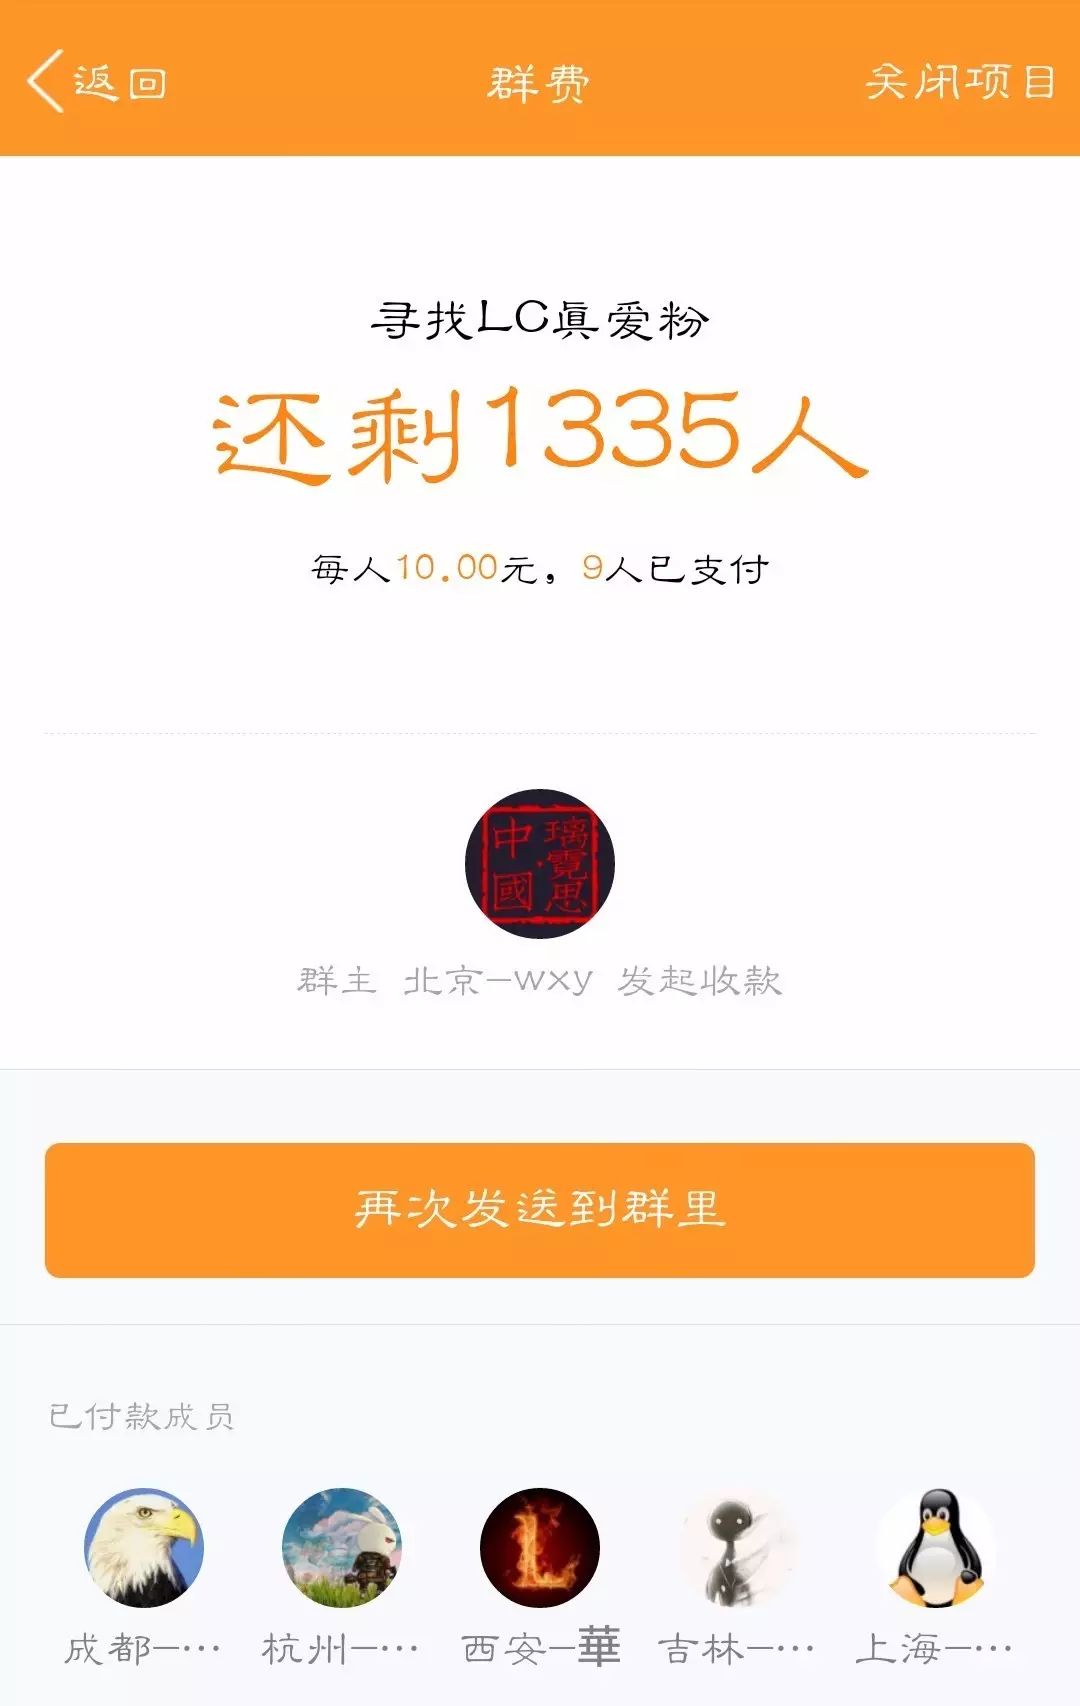 返回 群费 关闭项目
寻找LC真爱粉
还剩1335人
每人10.00元，9人已支付
中國 璃霓思
群主 北京-wxy 发起收款
再次发送到群里
已付款成员
成都-… 杭州-… 西安-華 吉林-… 上海-…